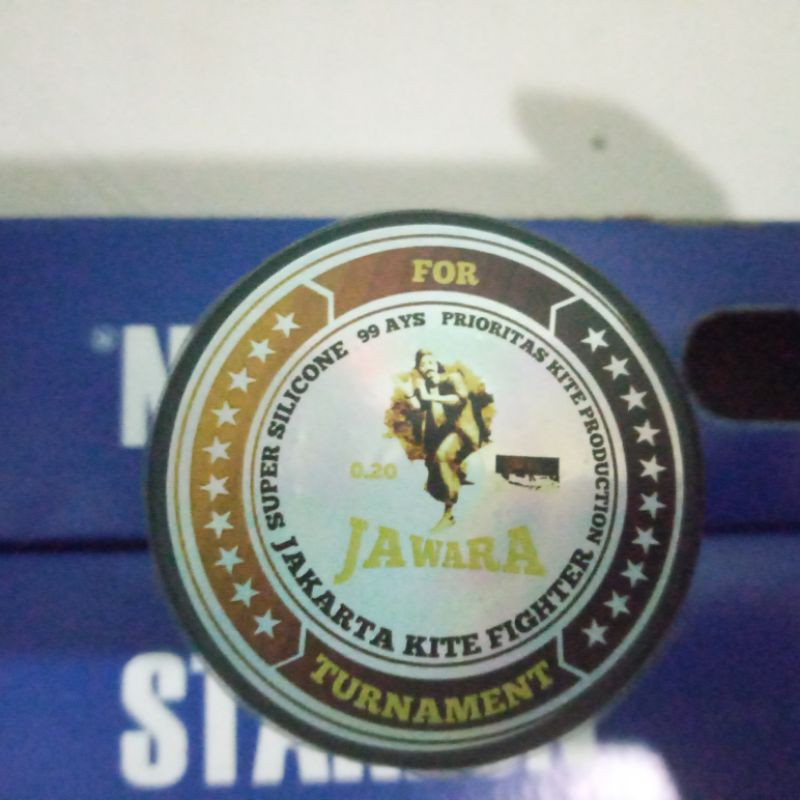 FOR
SUPER SILICONE 99 AYS PRIORITAS KITE PRODUCTION
0.20
JAWARA
JAKARTA KITE FIGHTER
TURNAMENT